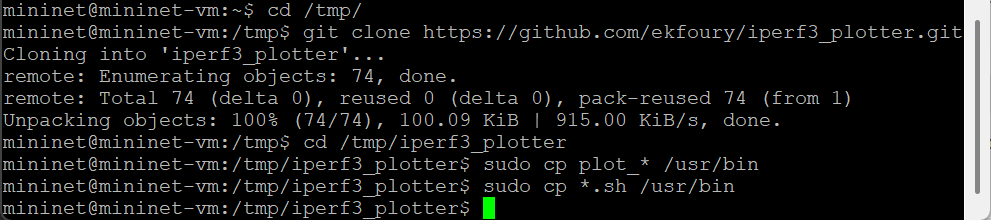 mininet@mininet-vm:~$ cd /tmp/
mininet@mininet-vm:/tmp$ git clone https://github.com/ekfoury/iperf3_plotter.git
Cloning into 'iperf3_plotter'...
remote: Enumerating objects: 74, done.
remote: Total 74 (delta 0), reused 0 (delta 0), pack-reused 74 (from 1)
Unpacking objects: 100% (74/74), 100.09 KiB | 915.00 KiB/s, done.
mininet@mininet-vm:/tmp$ cd /tmp/iperf3_plotter
mininet@mininet-vm:/tmp/iperf3_plotter$ sudo cp plot_* /usr/bin
mininet@mininet-vm:/tmp/iperf3_plotter$ sudo cp *.sh /usr/bin
mininet@mininet-vm:/tmp/iperf3_plotter$